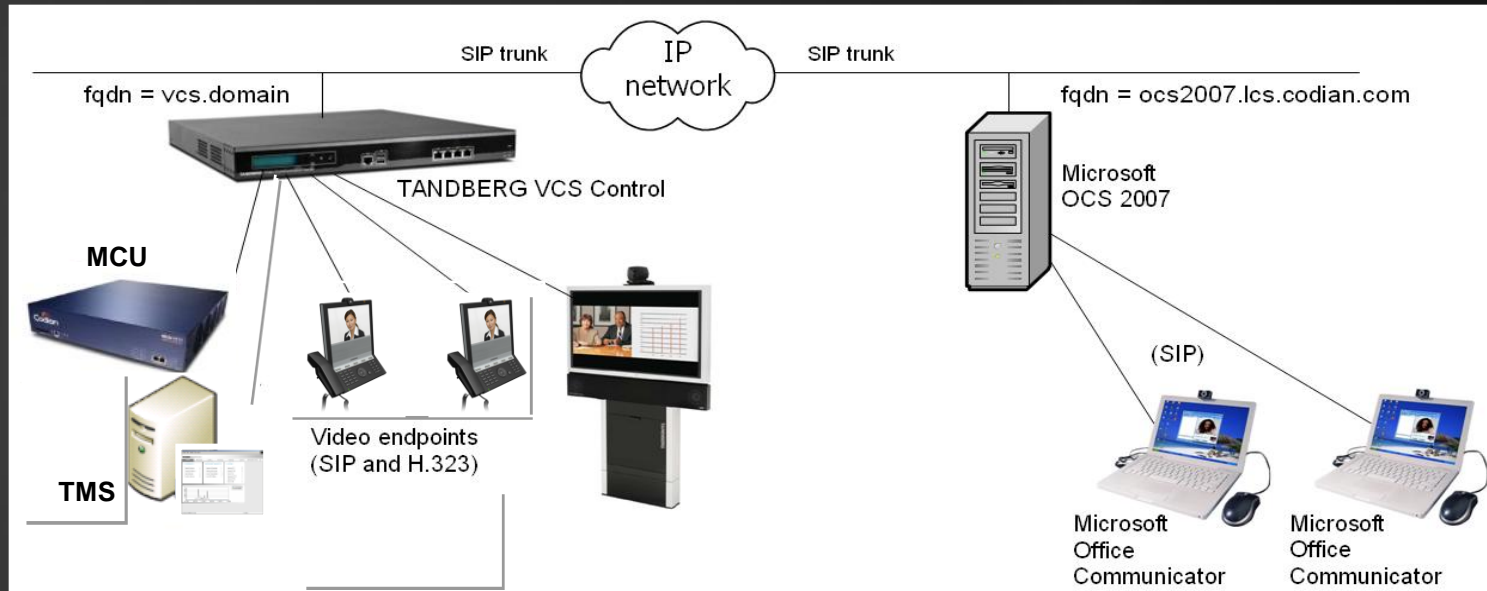 SIP trunk
IP
network
SIP trunk
fqdn = vcs.domain
fqdn = ocs2007.lcs.codian.com
TANDBERG VCS Control
Microsoft
OCS 2007
MCU
Codian
(SIP)
Video endpoints
(SIP and H.323)
TMS
Microsoft
Office
Communicator
Microsoft
Office
Communicator